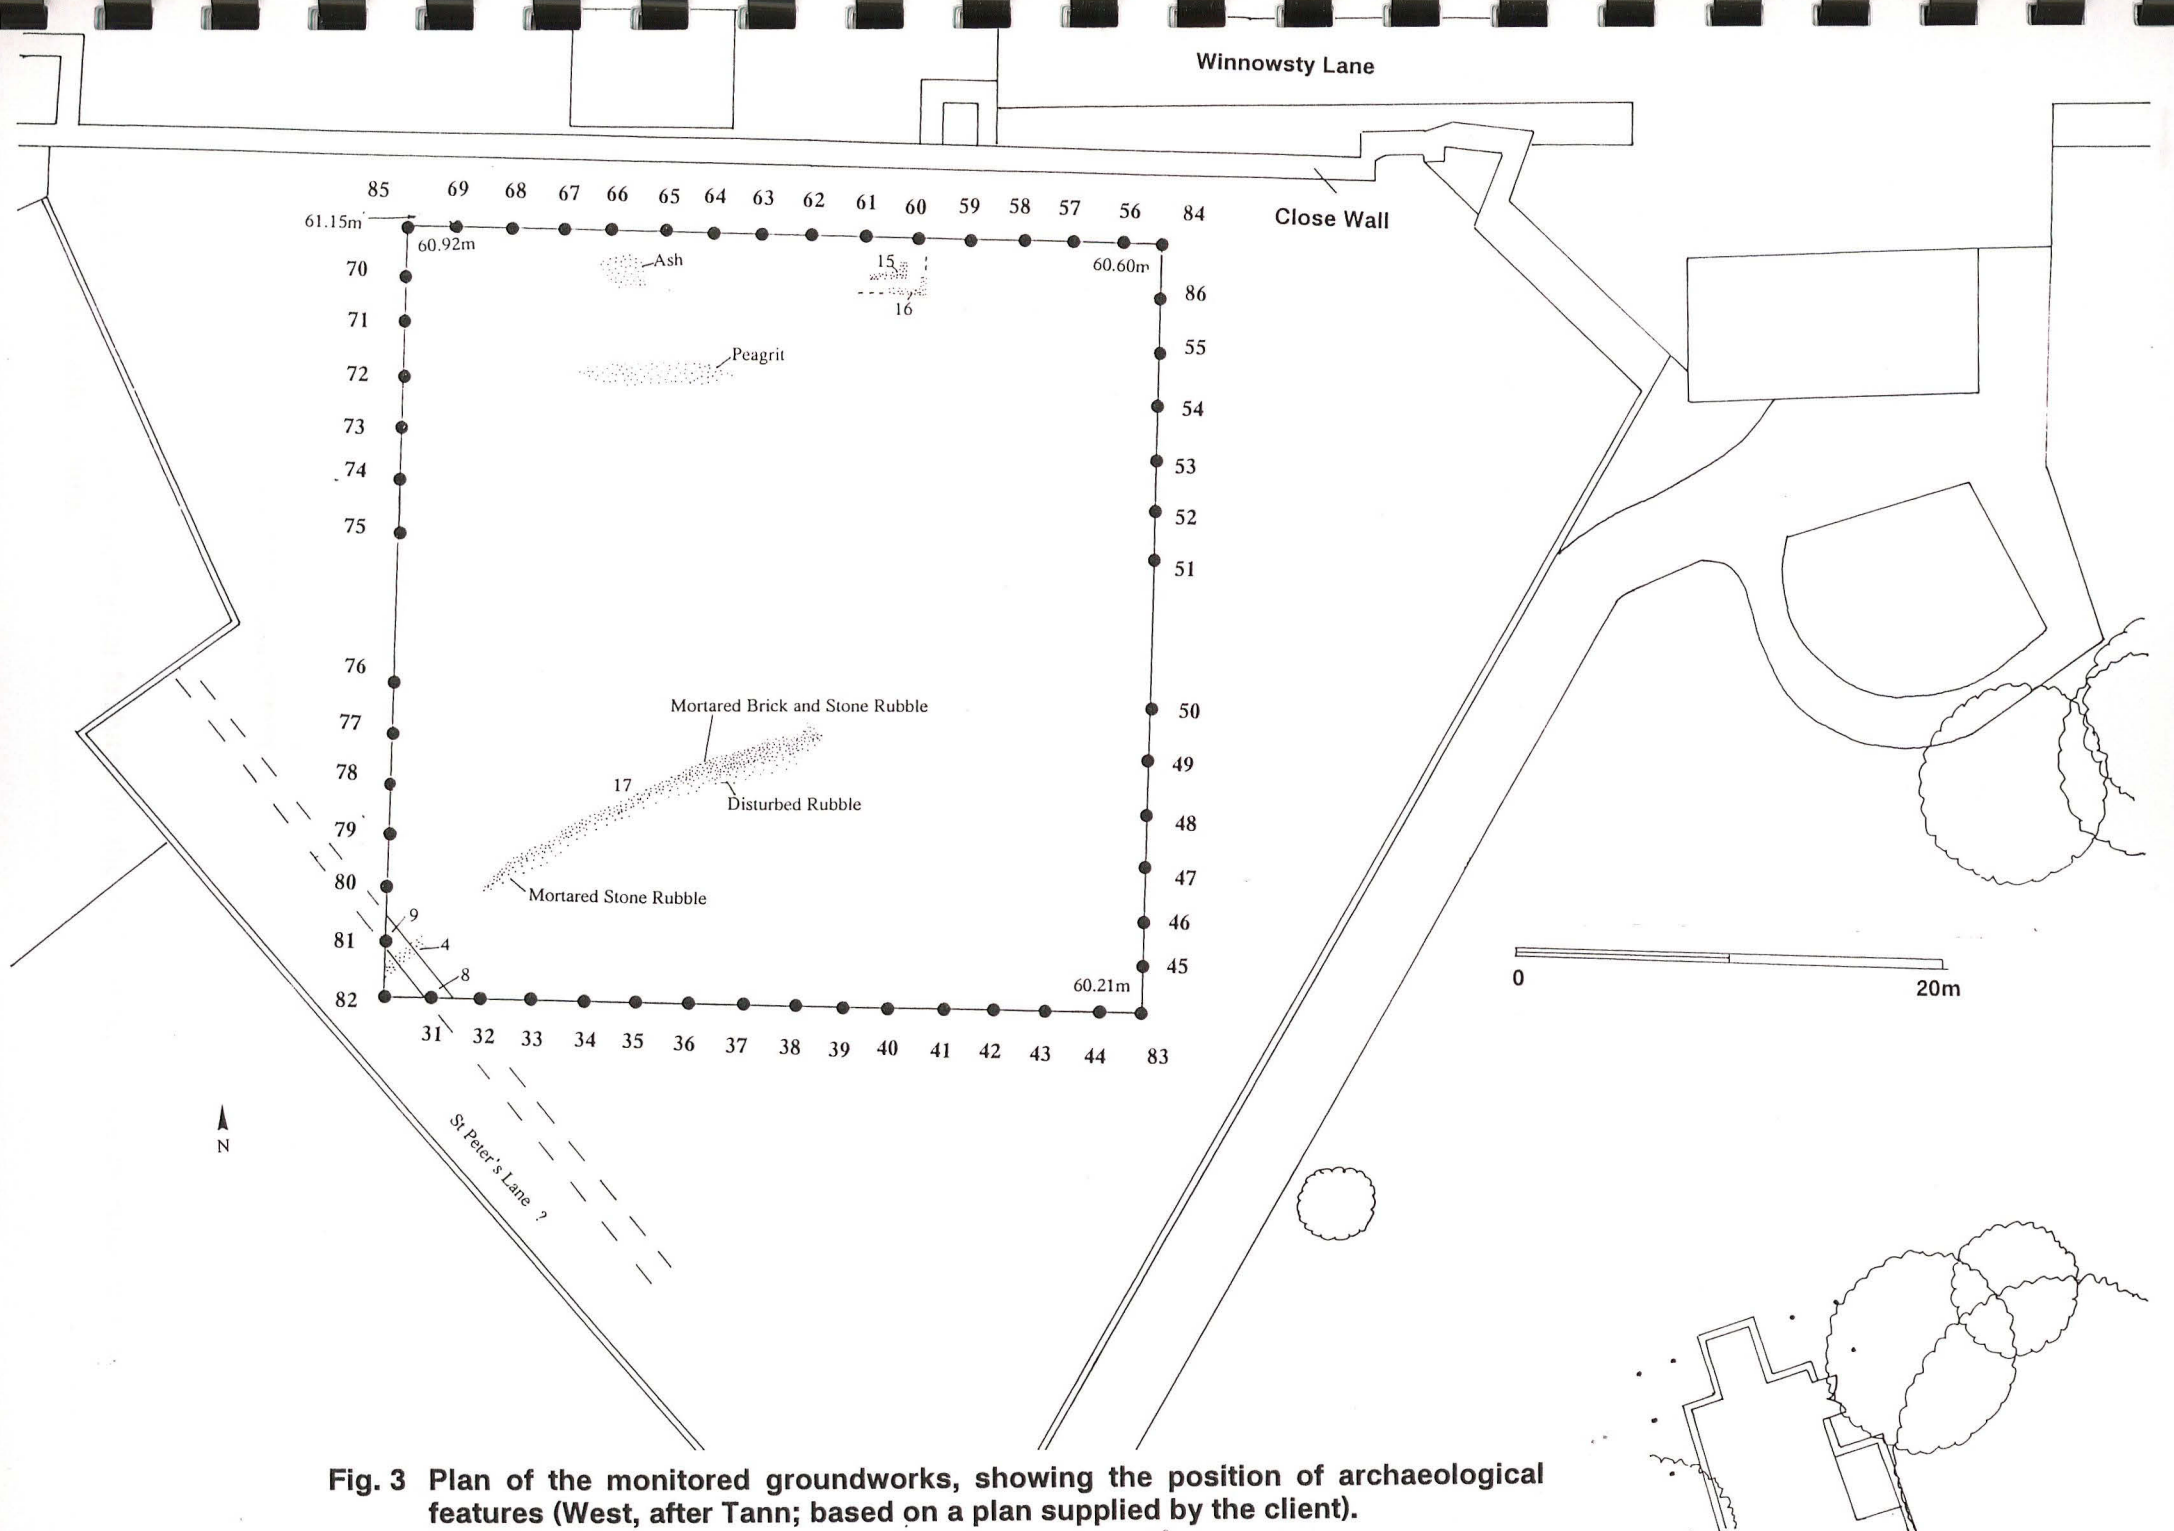 Winnowsty Lane
Close Wall
85 69 68 67 66 65 64 63 62 61 60 59 58 57 56 84
61.15m
60.92m
60.60m
Ash
15
16
Peagrit
70
71
72
73
74
75
76
77
78
79
80
81
82
86
55
54
53
52
51
50
49
48
47
46
45
Mortared Brick and Stone Rubble
17
Disturbed Rubble
Mortared Stone Rubble
9
4
8
60.21m
31 32 33 34 35 36 37 38 39 40 41 42 43 44 83
0
20m
N
St Peter's Lane ?
Fig. 3 Plan of the monitored groundworks, showing the position of archaeological
features (West, after Tann; based on a plan supplied by the client).